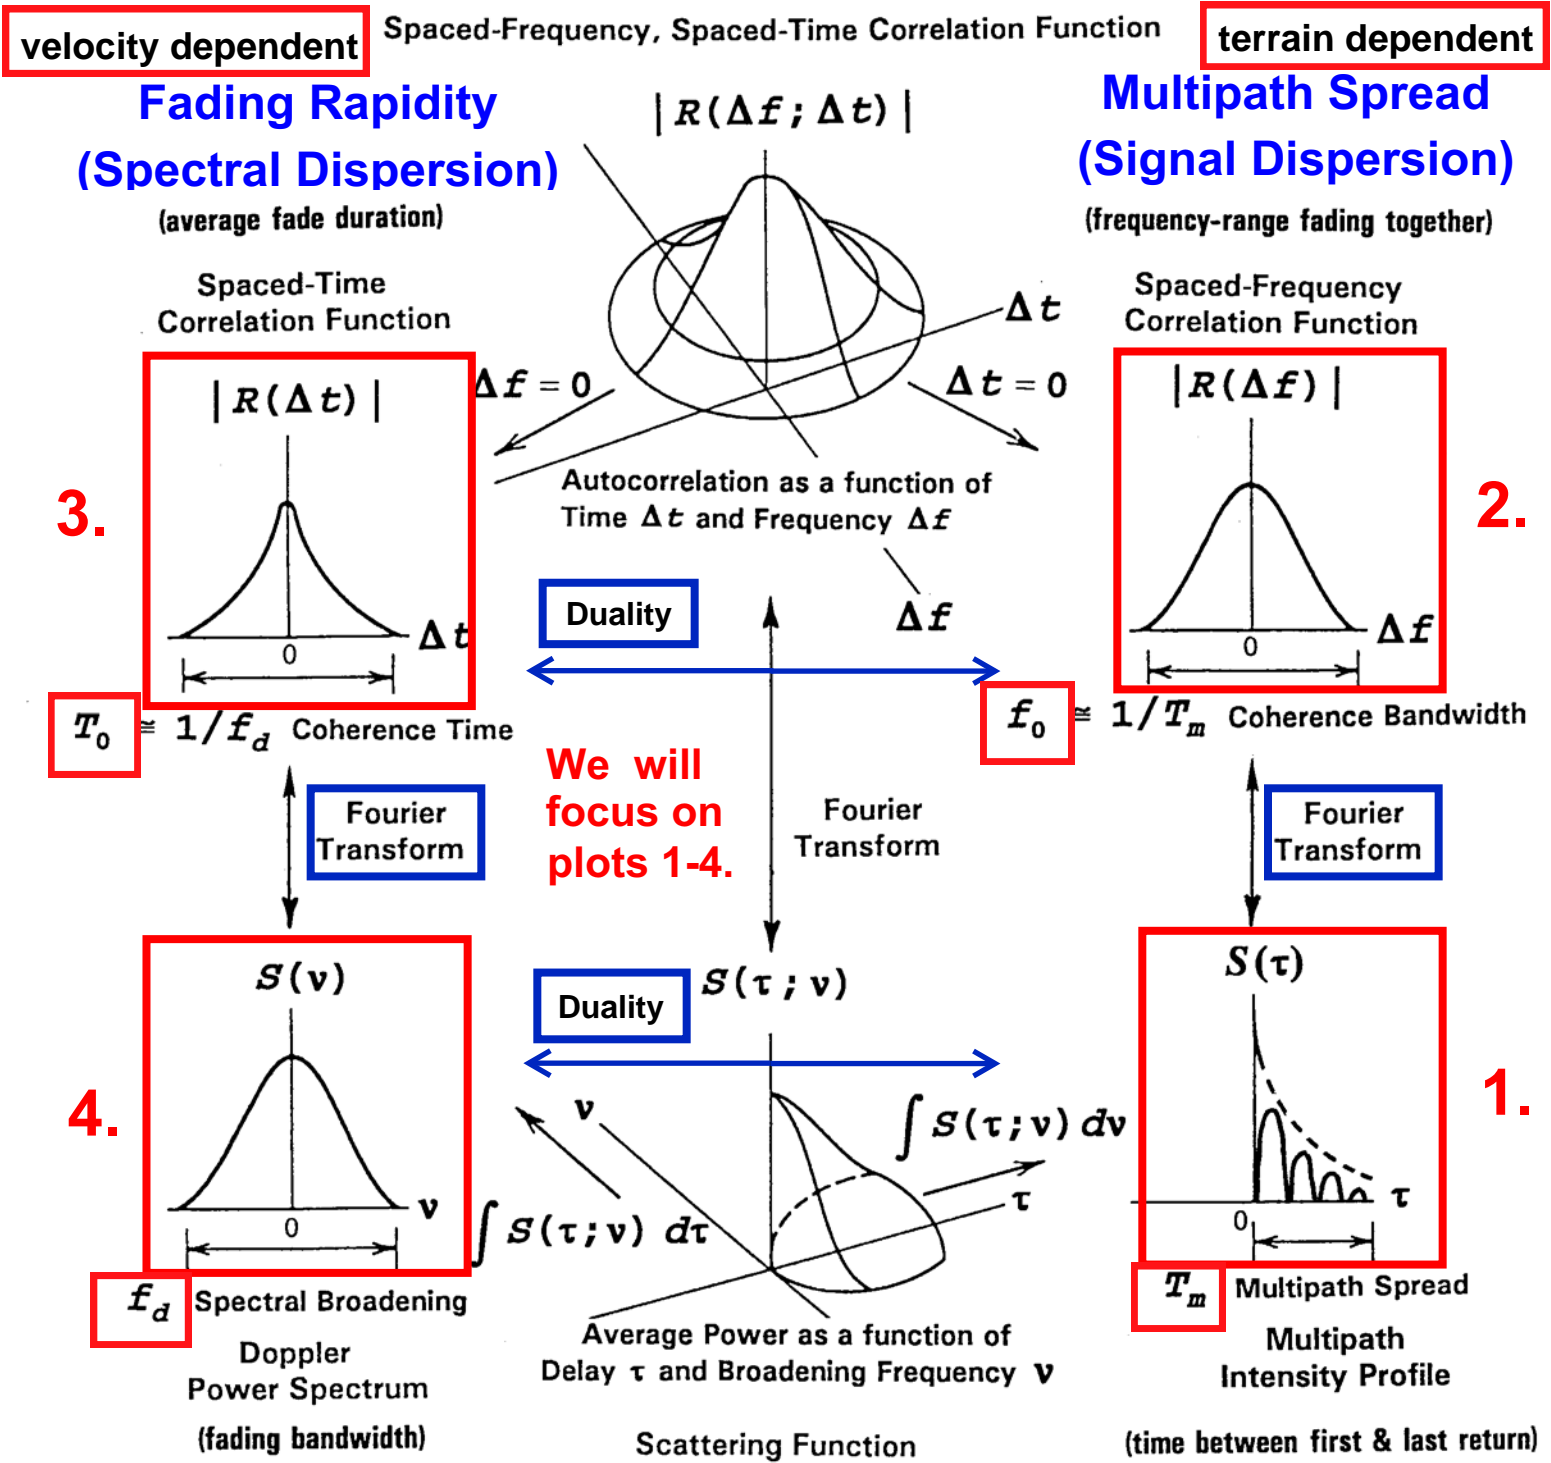 velocity dependent
Spaced-Frequency, Spaced-Time Correlation Function
terrain dependent
Fading Rapidity
(Spectral Dispersion)
(average fade duration)
|R(Δf; Δt)|
Multipath Spread
(Signal Dispersion)
(frequency-range fading together)
Spaced-Time
Correlation Function
Spaced-Frequency
Correlation Function
Δt
|R(Δt)|
Δf = 0
Δt = 0
|R(Δf)|
3.
Autocorrelation as a function of
Time Δt and Frequency Δf
2.
Δt
0
Duality
Δf
Δf
0
T₀ ≅ 1/f_d Coherence Time
f₀ ≅ 1/T_m Coherence Bandwidth
We will
focus on
plots 1-4.
Fourier
Transform
Fourier
Transform
Fourier
Transform
S(ν)
4.
ν
0
f_d Spectral Broadening
Doppler
Power Spectrum
(fading bandwidth)
Duality
S(τ; ν)
ν
∫ S(τ; ν) dν
τ
∫ S(τ; ν) dτ
Average Power as a function of
Delay τ and Broadening Frequency ν
Scattering Function
S(τ)
1.
τ
0
T_m Multipath Spread
Multipath
Intensity Profile
(time between first & last return)